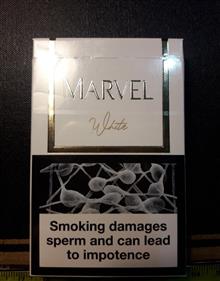 MARVEL
White
Smoking damages
sperm and can lead
to impotence